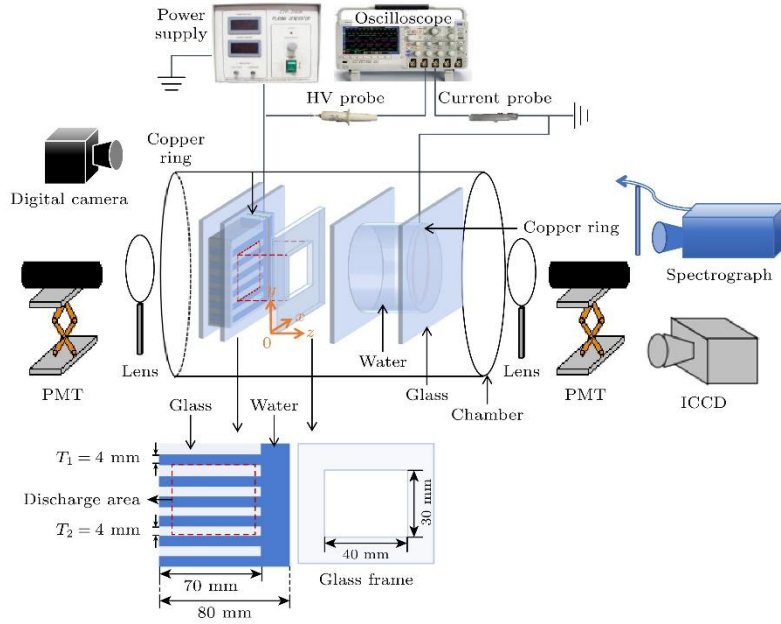 Power
supply
Oscilloscope
HV probe
Current probe
Copper
ring
Digital camera
Copper ring
Spectrograph
y
x
0
z
Water
PMT
Lens
Glass
Lens
PMT
ICCD
Chamber
Glass
Water
T1 = 4 mm
Discharge area
T2 = 4 mm
30 mm
40 mm
70 mm
Glass frame
80 mm